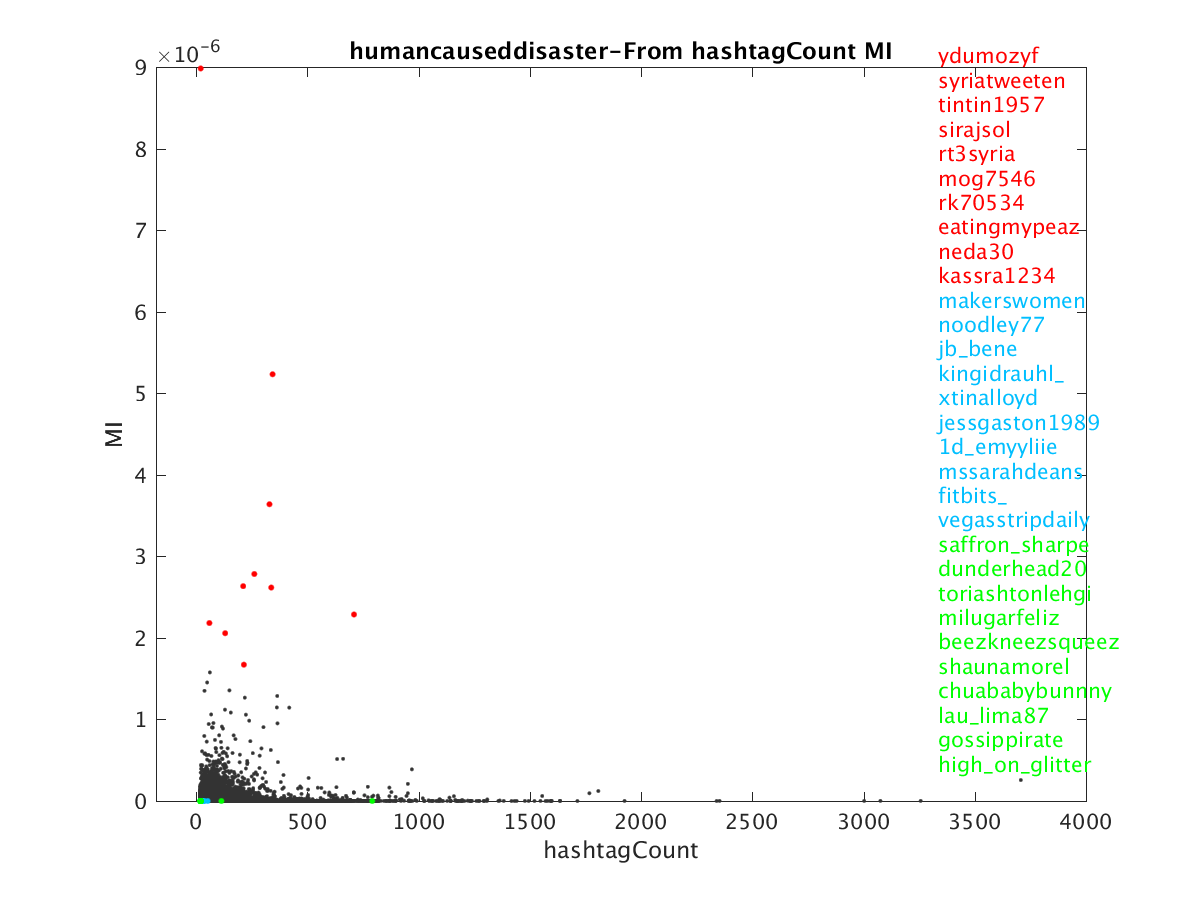 humancauseddisaster-From hashtagCount MI
×10⁻⁶
9
8
7
6
5
4
3
2
1
0
MI
0 500 1000 1500 2000 2500 3000 3500 4000
hashtagCount
ydumozyf
syriatweeten
tintin1957
sirajsol
rt3syria
mog7546
rk70534
eatingmypeaz
neda30
kassra1234
makerswomen
noodley77
jb_bene
kingidrauhl_
xtinalloyd
jessgaston1989
1d_emyyliie
mssarahdeans
fitbits_
vegasstripdaily
saffron_sharpe
dunderhead20
toriashtonlehgi
milugarfeliz
beezkneezsqueez
shaunamorel
chuababybunnny
lau_lima87
gossippirate
high_on_glitter